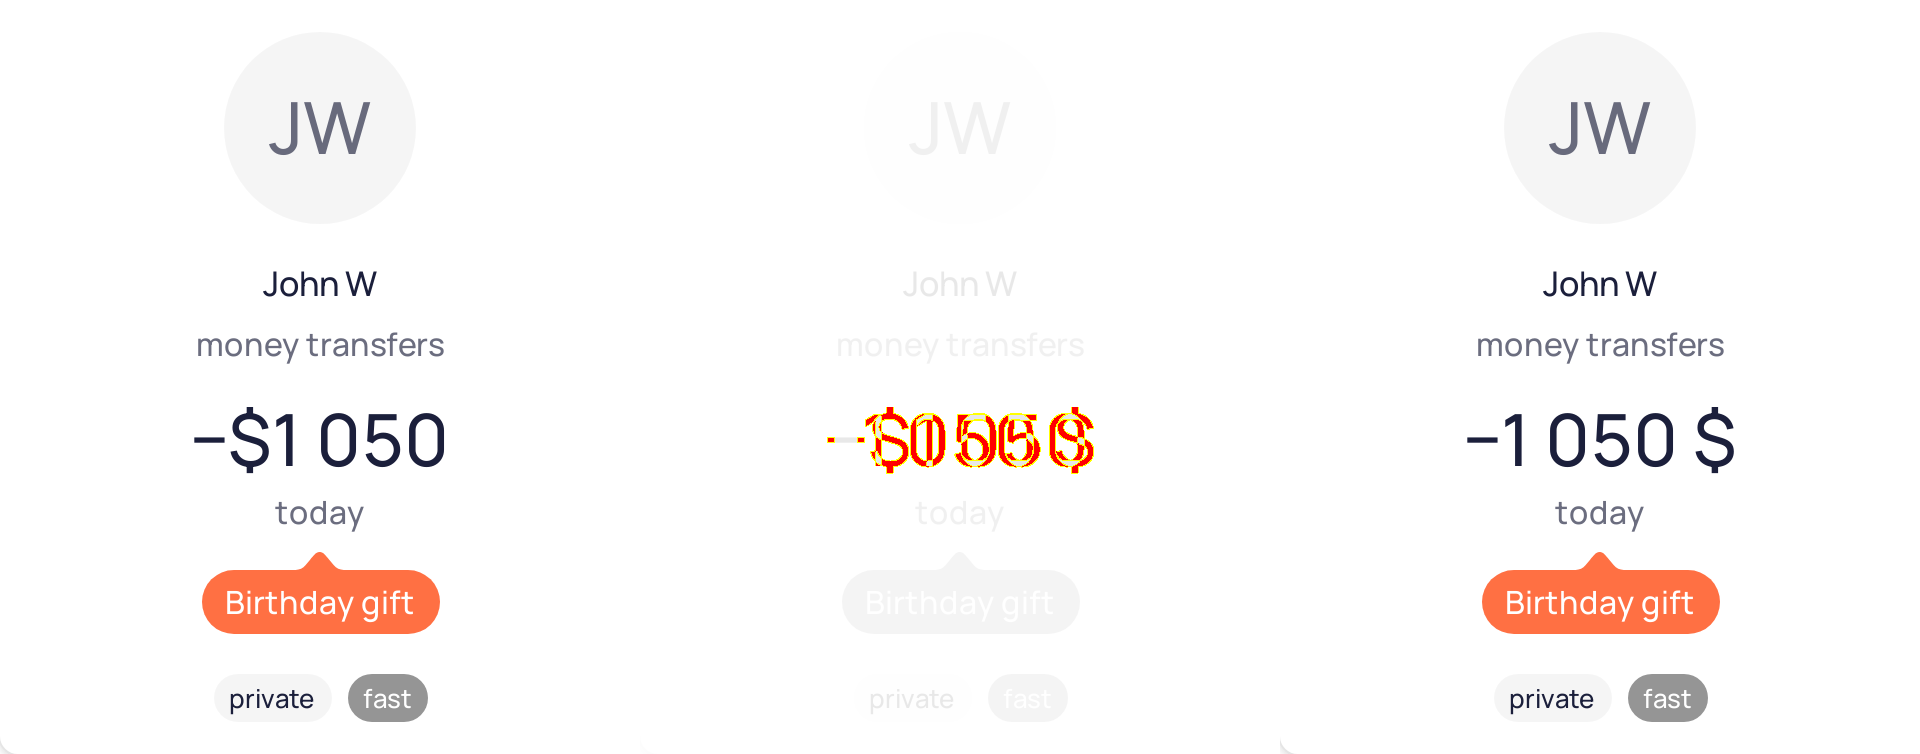 JW
John W
money transfers
−$1 050
today
Birthday gift
private fast
JW
John W
money transfers
today
Birthday gift
private fast
JW
John W
money transfers
−1 050 $
today
Birthday gift
private fast